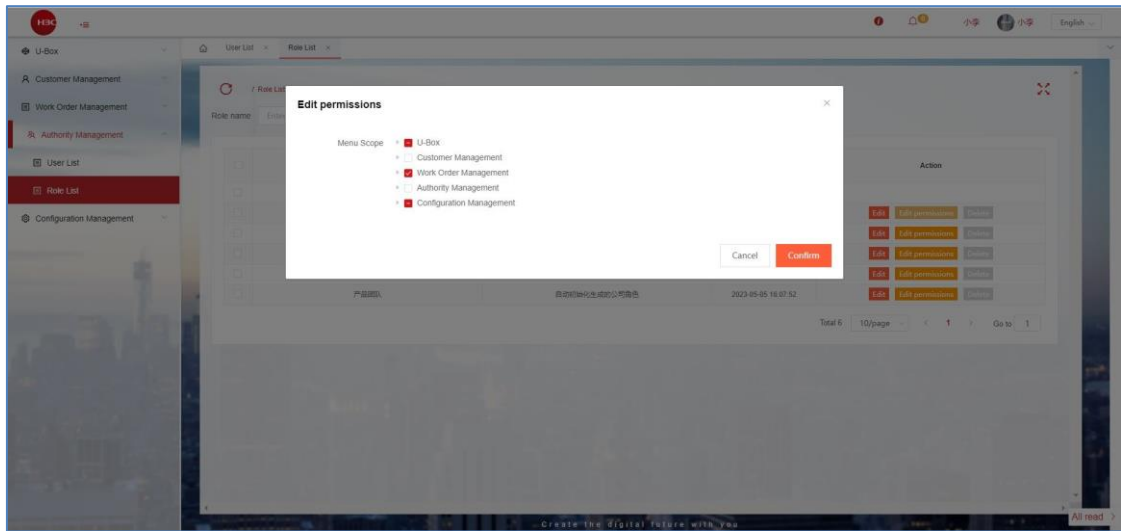 H3C
小李
小李
English
U-Box
User List
Role List
Customer Management
/ Role List
Edit permissions
Work Order Management
Role name
Menu Scope
U-Box
Authority Management
Customer Management
User List
Work Order Management
Action
Role List
Authority Management
Configuration Management
Configuration Management
Edit Edit permissions Delete
Edit Edit permissions Delete
Edit Edit permissions Delete
Cancel
Confirm
Edit Edit permissions Delete
产品团队 自动初始化生成的公司角色 2023-05-05 16:07:52 Edit Edit permissions Delete
Total 6 10/page 1 Go to 1
Create the digital future with you
All read